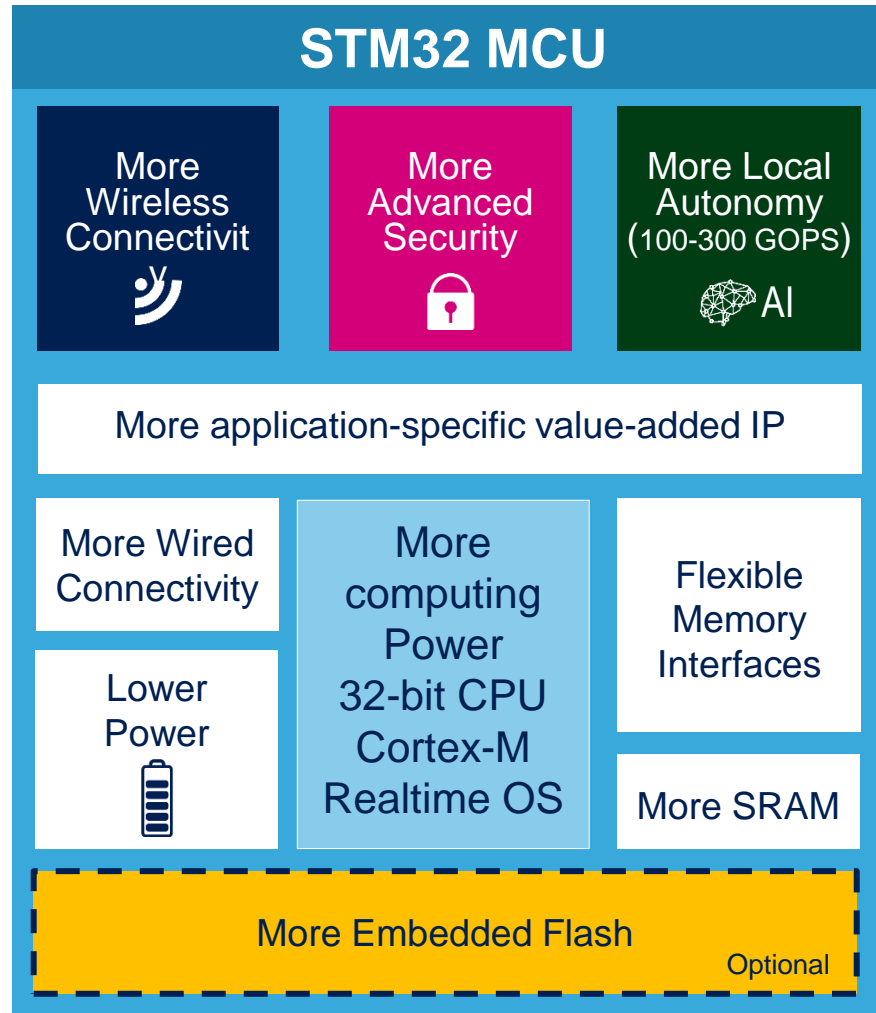 STM32 MCU
More
Wireless
Connectivit
y
More
Advanced
Security
More Local
Autonomy
(100-300 GOPS)
AI
More application-specific value-added IP
More Wired
Connectivity
More
computing
Power
32-bit CPU
Cortex-M
Realtime OS
Flexible
Memory
Interfaces
Lower
Power
More SRAM
More Embedded Flash
Optional